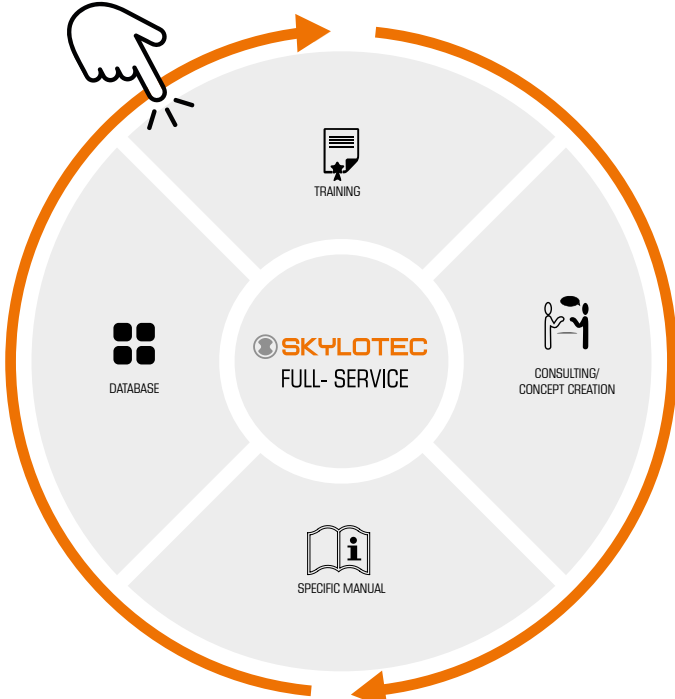 TRAINING
SKYLOTEC
FULL- SERVICE
DATABASE
CONSULTING/
CONCEPT CREATION
i
SPECIFIC MANUAL